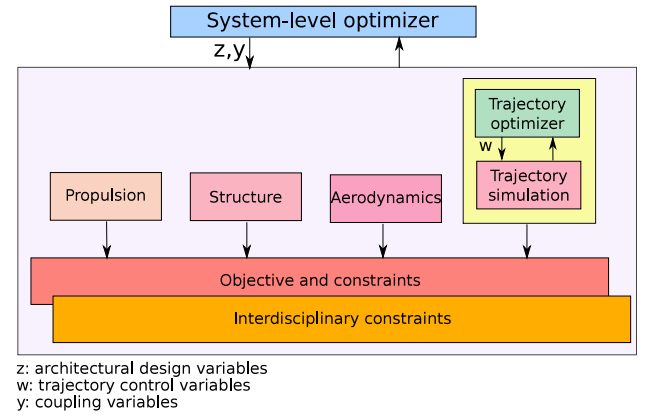 System-level optimizer
z,y
Trajectory
optimizer
w
Trajectory
simulation
Propulsion
Structure
Aerodynamics
Objective and constraints
Interdisciplinary constraints
z: architectural design variables
w: trajectory control variables
y: coupling variables